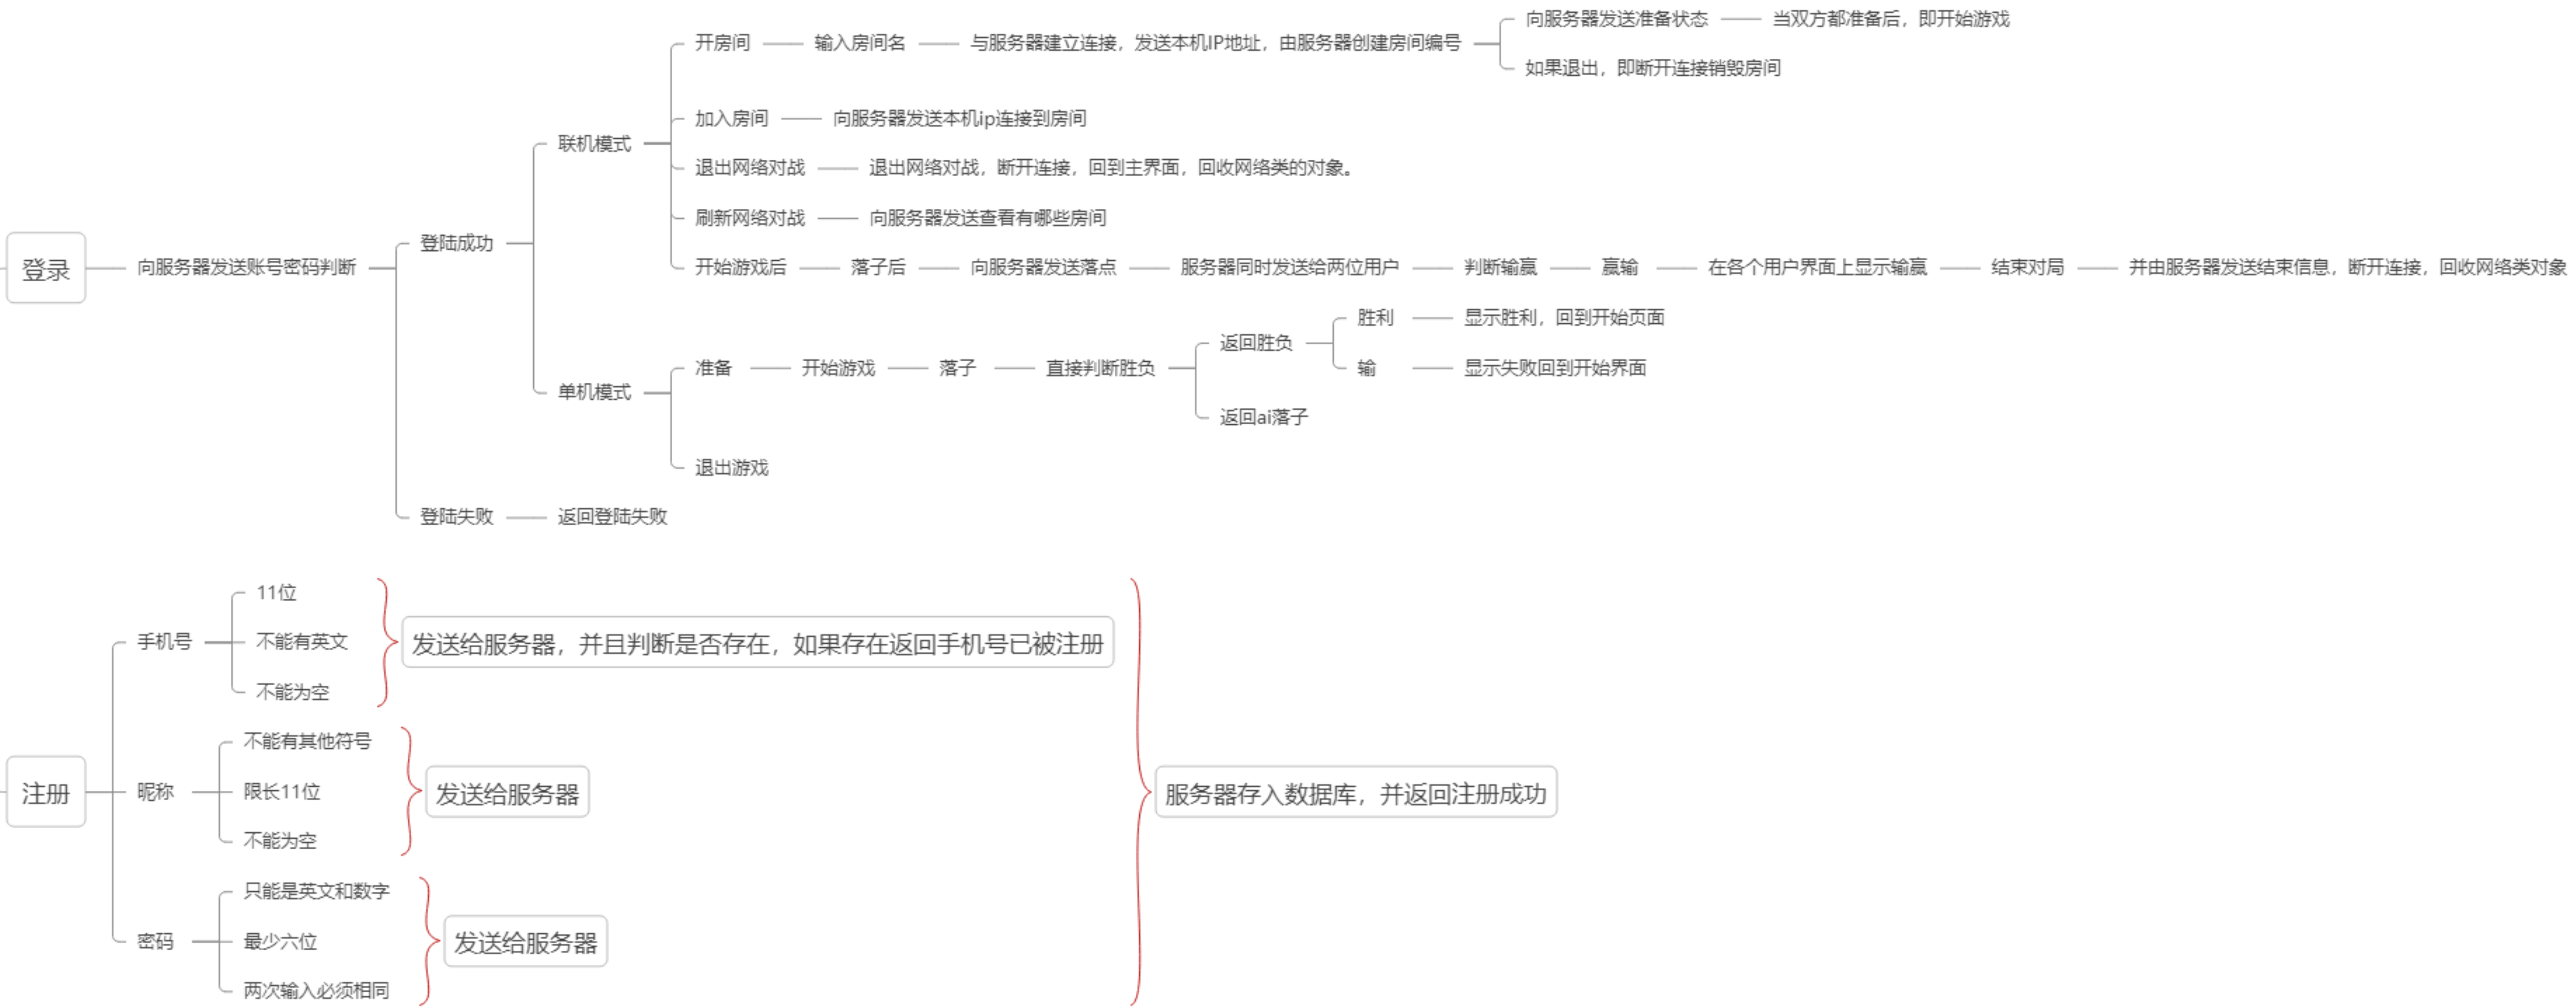 登录
向服务器发送账号密码判断
登陆成功
联机模式
开房间
输入房间名
与服务器建立连接，发送本机IP地址，由服务器创建房间编号
向服务器发送准备状态
当双方都准备后，即开始游戏
如果退出，即断开连接销毁房间
加入房间
向服务器发送本机ip连接到房间
退出网络对战
退出网络对战，断开连接，回到主界面，回收网络类的对象。
刷新网络对战
向服务器发送查看有哪些房间
开始游戏后
落子后
向服务器发送落点
服务器同时发送给两位用户
判断输赢
赢输
在各个用户界面上显示输赢
结束对局
并由服务器发送结束信息，断开连接，回收网络类对象
单机模式
准备
开始游戏
落子
直接判断胜负
返回胜负
胜利
显示胜利，回到开始页面
输
显示失败回到开始界面
返回ai落子
退出游戏
登陆失败
返回登陆失败
注册
手机号
11位
不能有英文
不能为空
发送给服务器，并且判断是否存在，如果存在返回手机号已被注册
昵称
不能有其他符号
限长11位
不能为空
发送给服务器
密码
只能是英文和数字
最少六位
两次输入必须相同
发送给服务器
服务器存入数据库，并返回注册成功